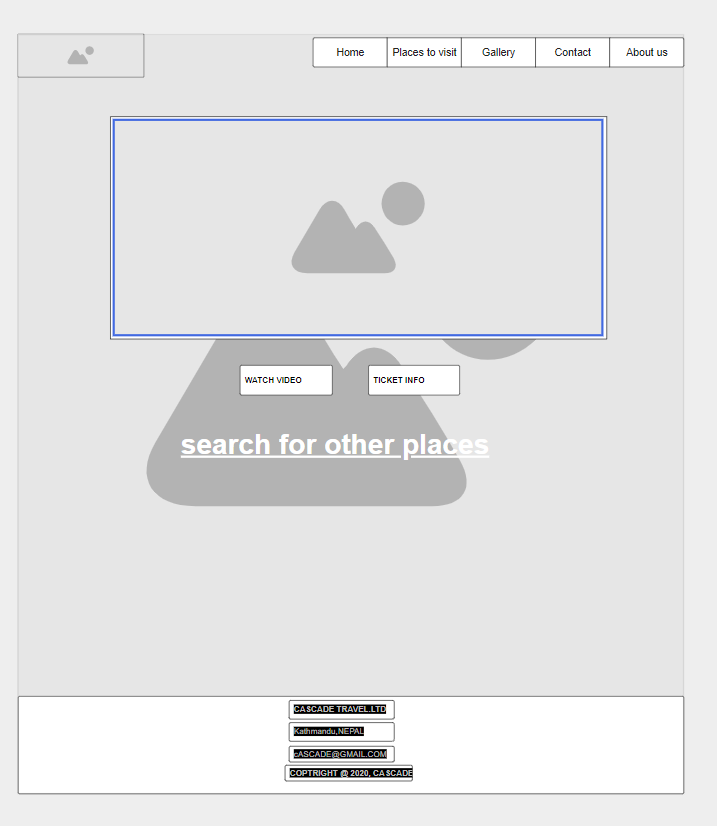 Home
Places to visit
Gallery
Contact
About us
WATCH VIDEO
TICKET INFO
search for other places
CASCADE TRAVEL.LTD
Kathmandu,NEPAL
cASCADE@GMAIL.COM
COPTRIGHT @ 2020, CASCADE